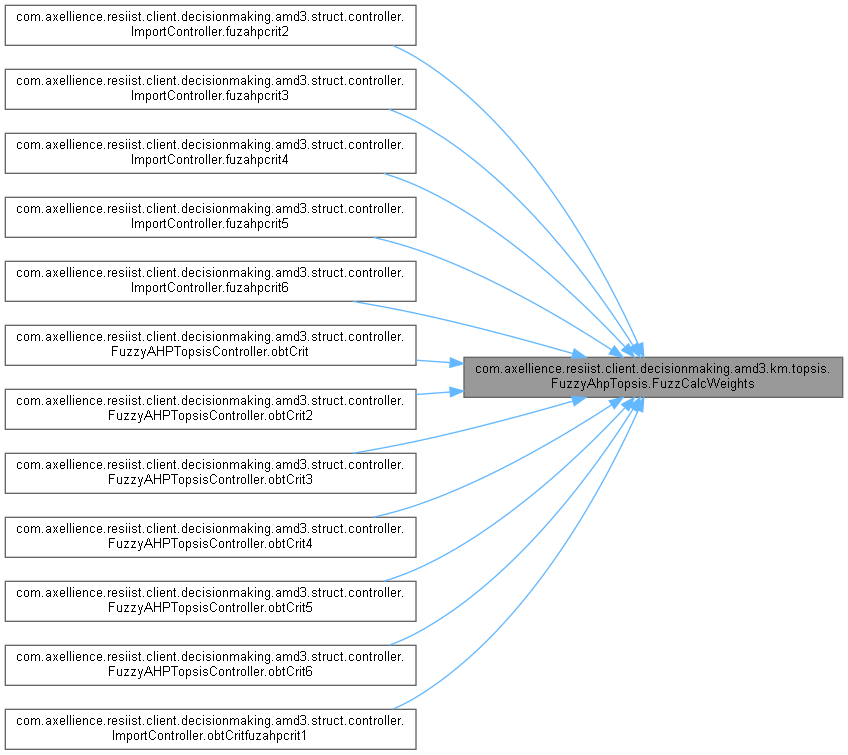 com.axellience.resiist.client.decisionmaking.amd3.struct.controller.
ImportController.fuzahpcrit2
com.axellience.resiist.client.decisionmaking.amd3.struct.controller.
ImportController.fuzahpcrit3
com.axellience.resiist.client.decisionmaking.amd3.struct.controller.
ImportController.fuzahpcrit4
com.axellience.resiist.client.decisionmaking.amd3.struct.controller.
ImportController.fuzahpcrit5
com.axellience.resiist.client.decisionmaking.amd3.struct.controller.
ImportController.fuzahpcrit6
com.axellience.resiist.client.decisionmaking.amd3.struct.controller.
FuzzyAHPTopsisController.obtCrit
com.axellience.resiist.client.decisionmaking.amd3.km.topsis.
FuzzyAhpTopsis.FuzzCalcWeights
com.axellience.resiist.client.decisionmaking.amd3.struct.controller.
FuzzyAHPTopsisController.obtCrit2
com.axellience.resiist.client.decisionmaking.amd3.struct.controller.
FuzzyAHPTopsisController.obtCrit3
com.axellience.resiist.client.decisionmaking.amd3.struct.controller.
FuzzyAHPTopsisController.obtCrit4
com.axellience.resiist.client.decisionmaking.amd3.struct.controller.
FuzzyAHPTopsisController.obtCrit5
com.axellience.resiist.client.decisionmaking.amd3.struct.controller.
FuzzyAHPTopsisController.obtCrit6
com.axellience.resiist.client.decisionmaking.amd3.struct.controller.
ImportController.obtCritfuzahpcrit1